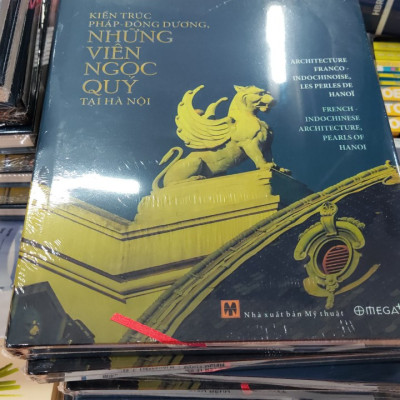 KIẾN TRÚC
PHÁP-ĐÔNG DƯƠNG,
NHỮNG
VIÊN
NGỌC
QUÝ
TẠI HÀ NỘI
ARCHITECTURE
FRANCO -
INDOCHINOISE,
LES PERLES DE
HANOÏ
FRENCH -
INDOCHINESE
ARCHITECTURE,
PEARLS OF
HANOI
Nhà xuất bản Mỹ thuật
OMEGA